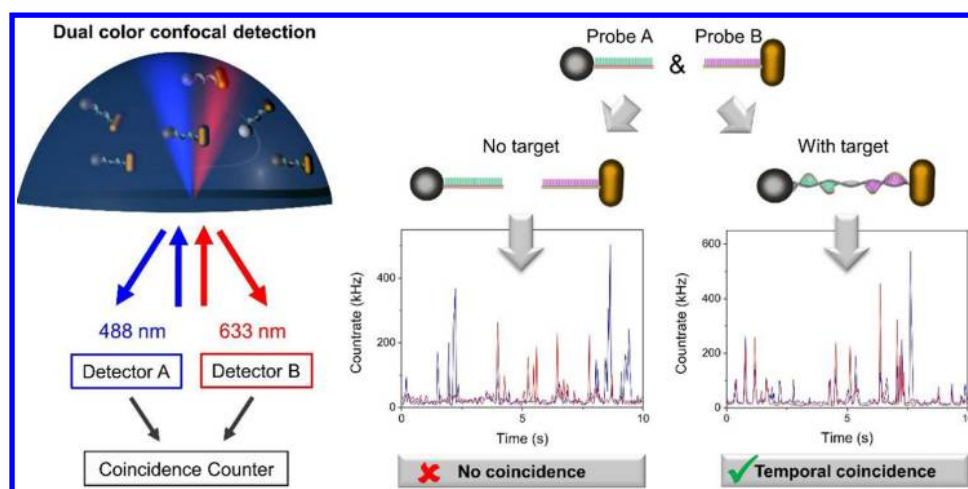 Dual color confocal detection
488 nm
633 nm
Detector A
Detector B
Coincidence Counter
Probe A
&
Probe B
No target
With target
Countrate (kHz)
400
200
0
0
5
10
Time (s)
No coincidence
Countrate (kHz)
600
400
200
0
0
5
10
Time (s)
Temporal coincidence